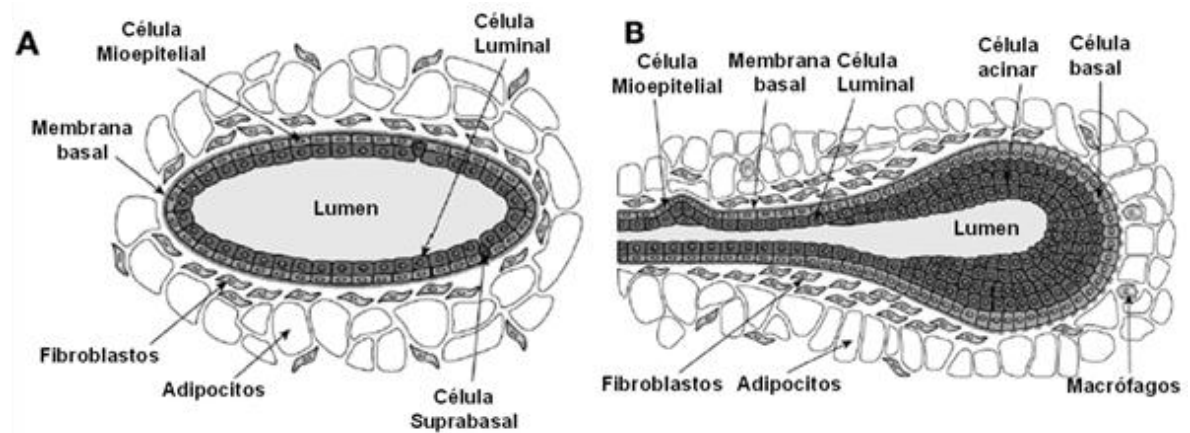 A
Célula
Mioepitelial
Célula
Luminal
Membrana
basal
Lumen
Fibroblastos
Adipocitos
Célula
Suprabasal
B
Célula
Mioepitelial
Membrana
basal
Célula
Luminal
Célula
acinar
Célula
basal
Lumen
Fibroblastos
Adipocitos
Macrófagos